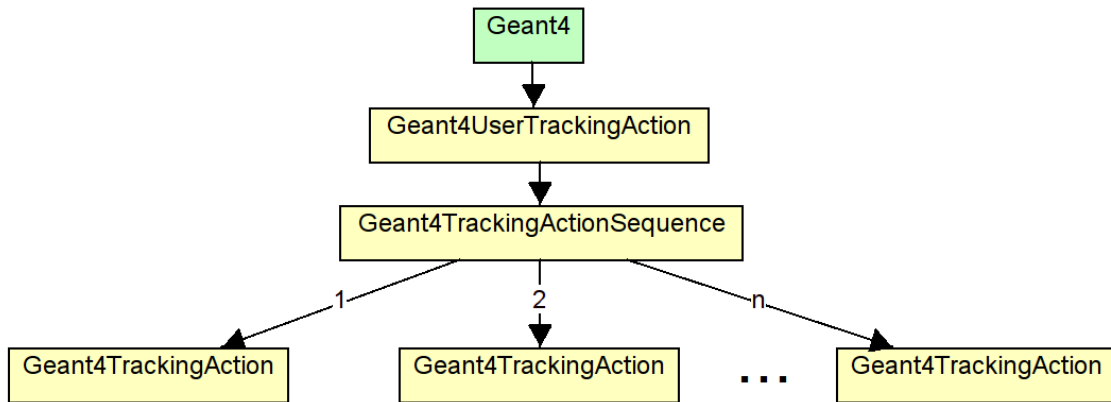 Geant4
Geant4UserTrackingAction
Geant4TrackingActionSequence
1 2 n
Geant4TrackingAction Geant4TrackingAction ... Geant4TrackingAction